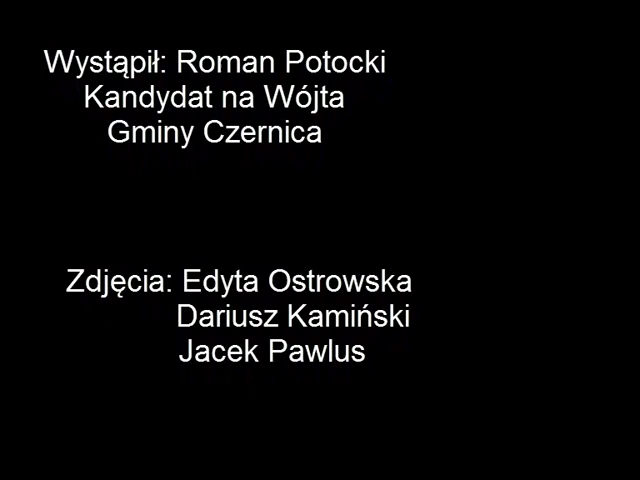 Wystąpił: Roman Potocki
Kandydat na Wójta
Gminy Czernica
Zdjęcia: Edyta Ostrowska
Dariusz Kamiński
Jacek Pawlus